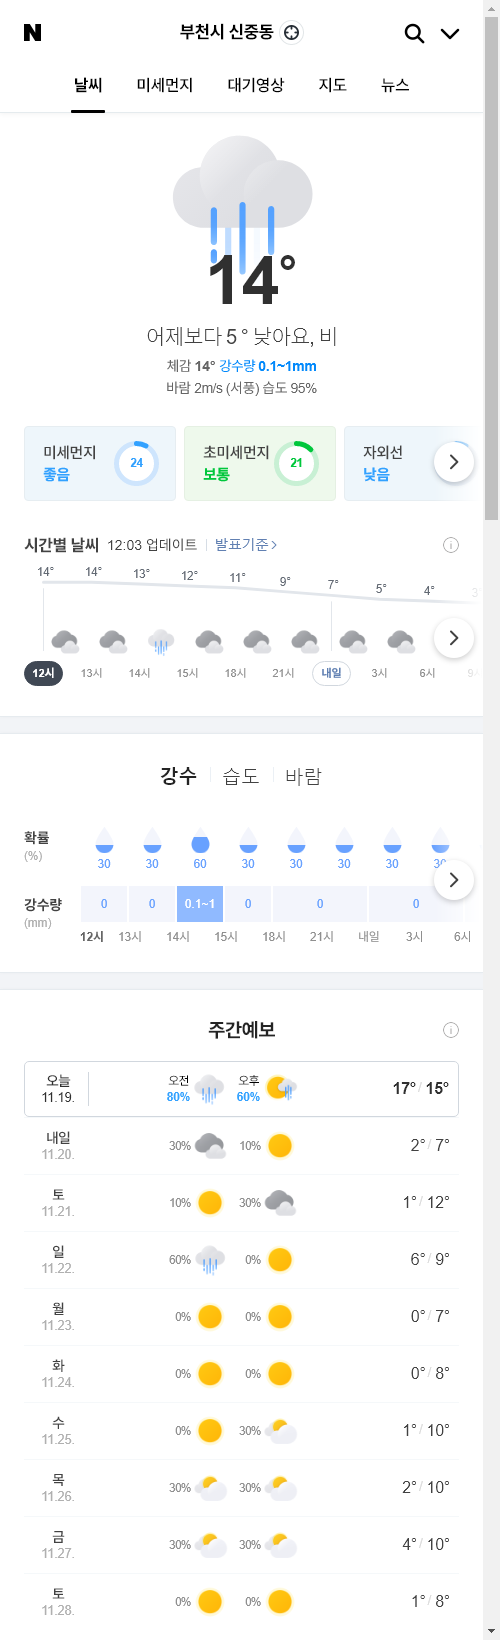 N
부천시 신중동
날씨 미세먼지 대기영상 지도 뉴스
14°
어제보다 5 ° 낮아요, 비
체감 14° 강수량 0.1~1mm
바람 2m/s (서풍) 습도 95%
미세먼지 좋음 24
초미세먼지 보통 21
자외선 낮음
시간별 날씨 12:03 업데이트 발표기준
14° 14° 13° 12° 11° 9° 7° 5° 4°
12시 13시 14시 15시 18시 21시 내일 3시 6시
강수 습도 바람
확률 (%)
30 30 60 30 30 30 30 30
강수량 (mm)
0 0 0.1~1 0 0 0
12시 13시 14시 15시 18시 21시 내일 3시 6시
주간예보
오늘 11.19. 오전 80% 오후 60% 17° / 15°
내일 11.20. 30% 10% 2° / 7°
토 11.21. 10% 30% 1° / 12°
일 11.22. 60% 0% 6° / 9°
월 11.23. 0% 0% 0° / 7°
화 11.24. 0% 0% 0° / 8°
수 11.25. 0% 30% 1° / 10°
목 11.26. 30% 30% 2° / 10°
금 11.27. 30% 30% 4° / 10°
토 11.28. 0% 0% 1° / 8°